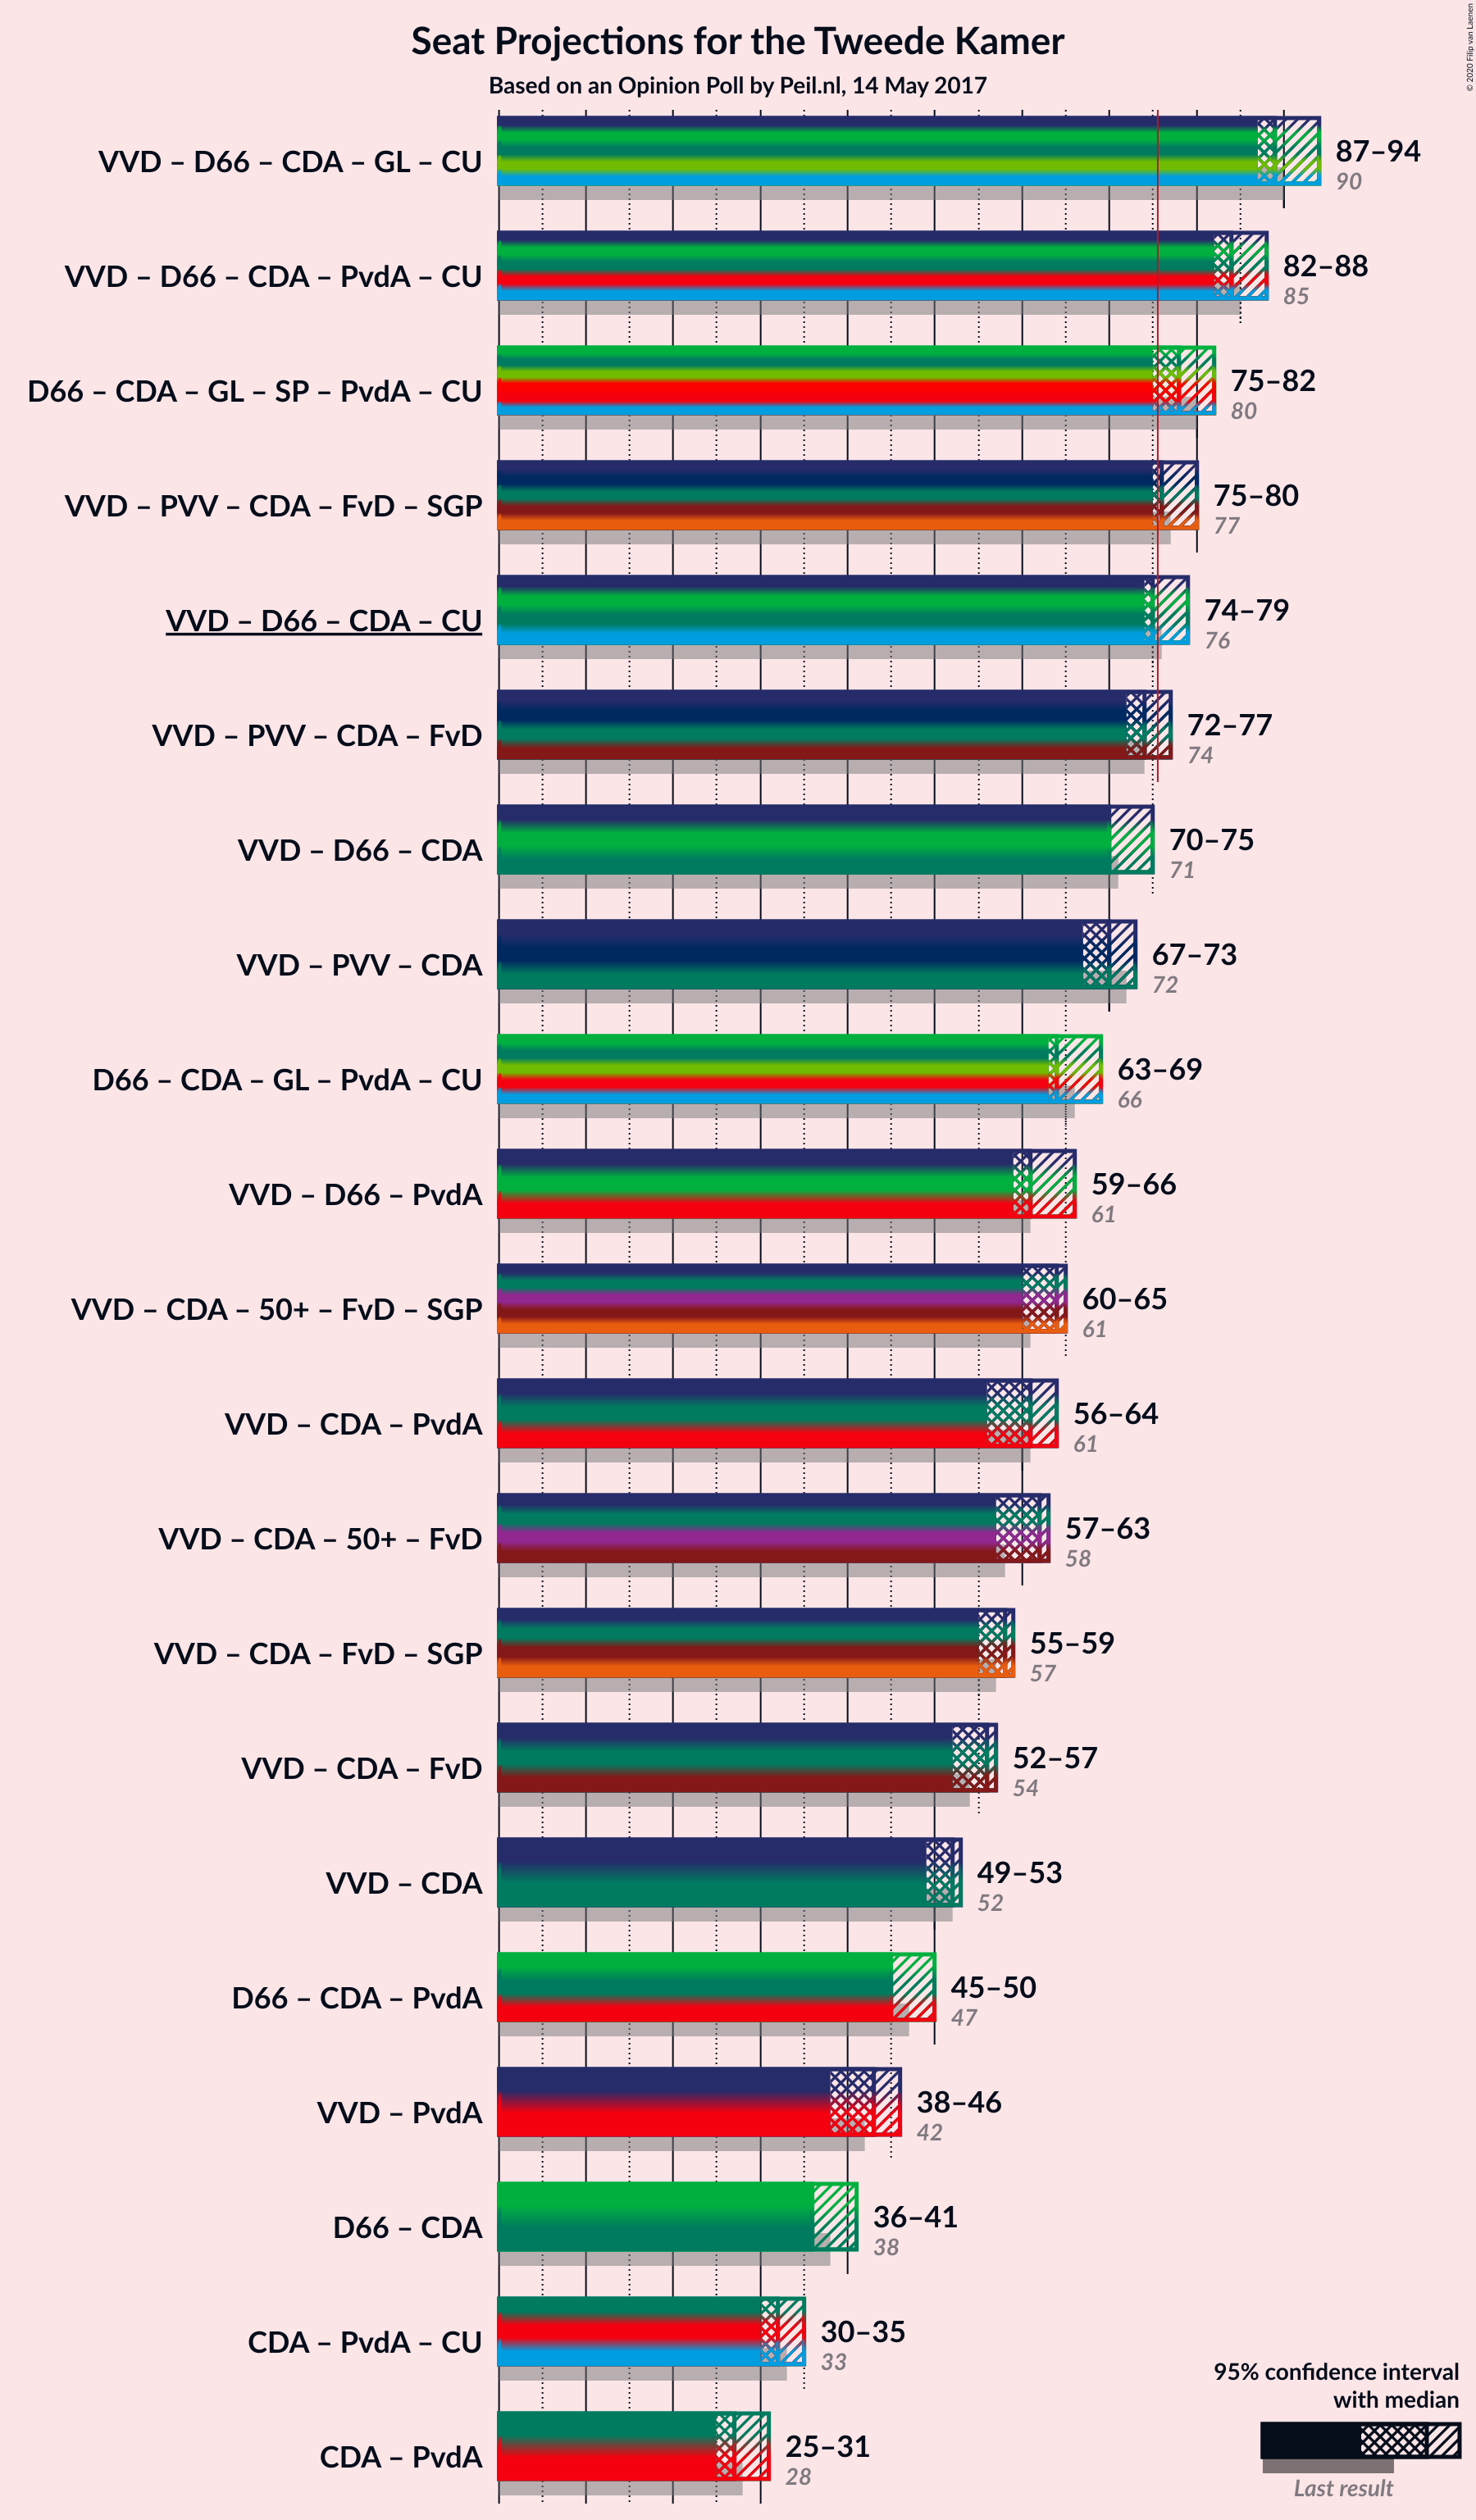 Seat Projections for the Tweede Kamer
Based on an Opinion Poll by Peil.nl, 14 May 2017
© 2020 Filip van Laenen
VVD – D66 – CDA – GL – CU
87–94
90
VVD – D66 – CDA – PvdA – CU
82–88
85
D66 – CDA – GL – SP – PvdA – CU
75–82
80
VVD – PVV – CDA – FvD – SGP
75–80
77
VVD – D66 – CDA – CU
74–79
76
VVD – PVV – CDA – FvD
72–77
74
VVD – D66 – CDA
70–75
71
VVD – PVV – CDA
67–73
72
D66 – CDA – GL – PvdA – CU
63–69
66
VVD – D66 – PvdA
59–66
61
VVD – CDA – 50+ – FvD – SGP
60–65
61
VVD – CDA – PvdA
56–64
61
VVD – CDA – 50+ – FvD
57–63
58
VVD – CDA – FvD – SGP
55–59
57
VVD – CDA – FvD
52–57
54
VVD – CDA
49–53
52
D66 – CDA – PvdA
45–50
47
VVD – PvdA
38–46
42
D66 – CDA
36–41
38
CDA – PvdA – CU
30–35
33
CDA – PvdA
25–31
28
95% confidence interval
with median
Last result